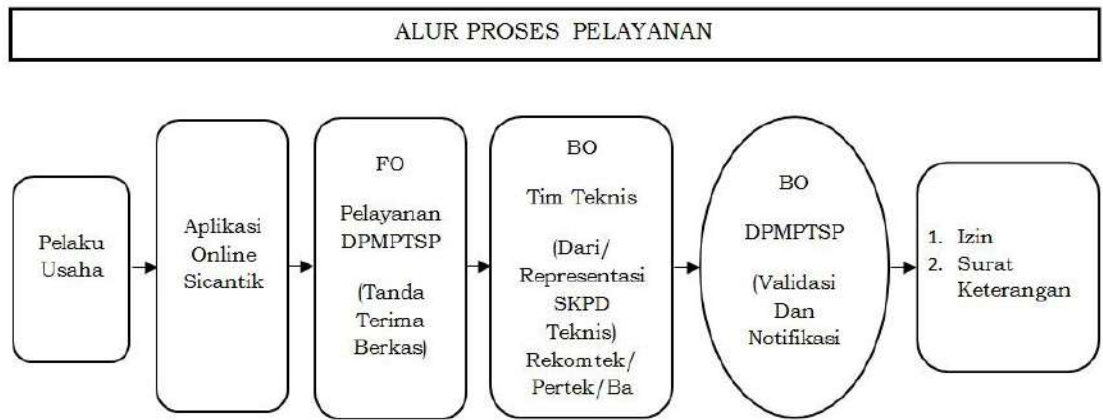 ALUR PROSES PELAYANAN
Pelaku
Usaha
Aplikasi
Online
Sicantik
FO
Pelayanan
DPMPTSP
(Tanda
Terima
Berkas)
BO
Tim Teknis
(Dari/
Representasi
SKPD
Teknis)
Rekomtek/
Pertek/Ba
BO
DPMPTSP
(Validasi
Dan
Notifikasi
1. Izin
2. Surat
Keterangan